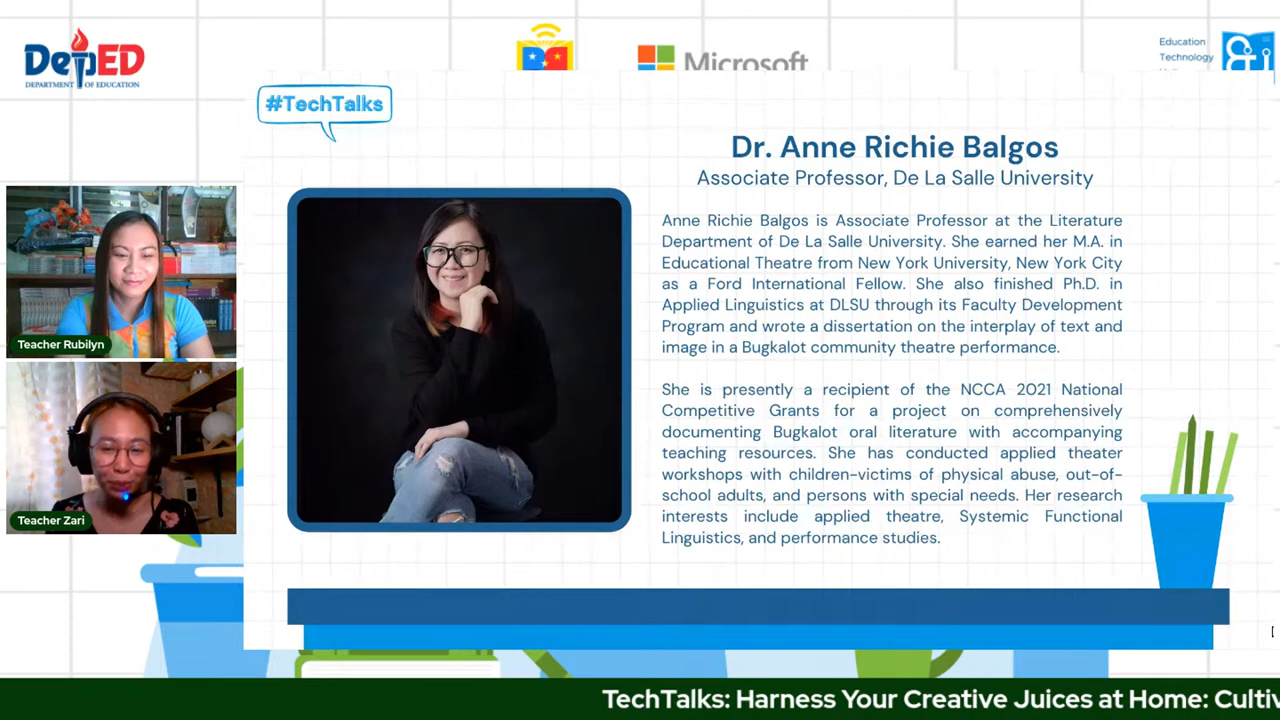 DepED
DEPARTMENT OF EDUCATION
Microsoft
Education
Technology
#TechTalks
Dr. Anne Richie Balgos
Associate Professor, De La Salle University
Anne Richie Balgos is Associate Professor at the Literature
Department of De La Salle University. She earned her M.A. in
Educational Theatre from New York University, New York City
as a Ford International Fellow. She also finished Ph.D. in
Applied Linguistics at DLSU through its Faculty Development
Program and wrote a dissertation on the interplay of text and
image in a Bugkalot community theatre performance.
She is presently a recipient of the NCCA 2021 National
Competitive Grants for a project on comprehensively
documenting Bugkalot oral literature with accompanying
teaching resources. She has conducted applied theater
workshops with children-victims of physical abuse, out-of-
school adults, and persons with special needs. Her research
interests include applied theatre, Systemic Functional
Linguistics, and performance studies.
Teacher Rubilyn
Teacher Zari
TechTalks: Harness Your Creative Juices at Home: Cultiv